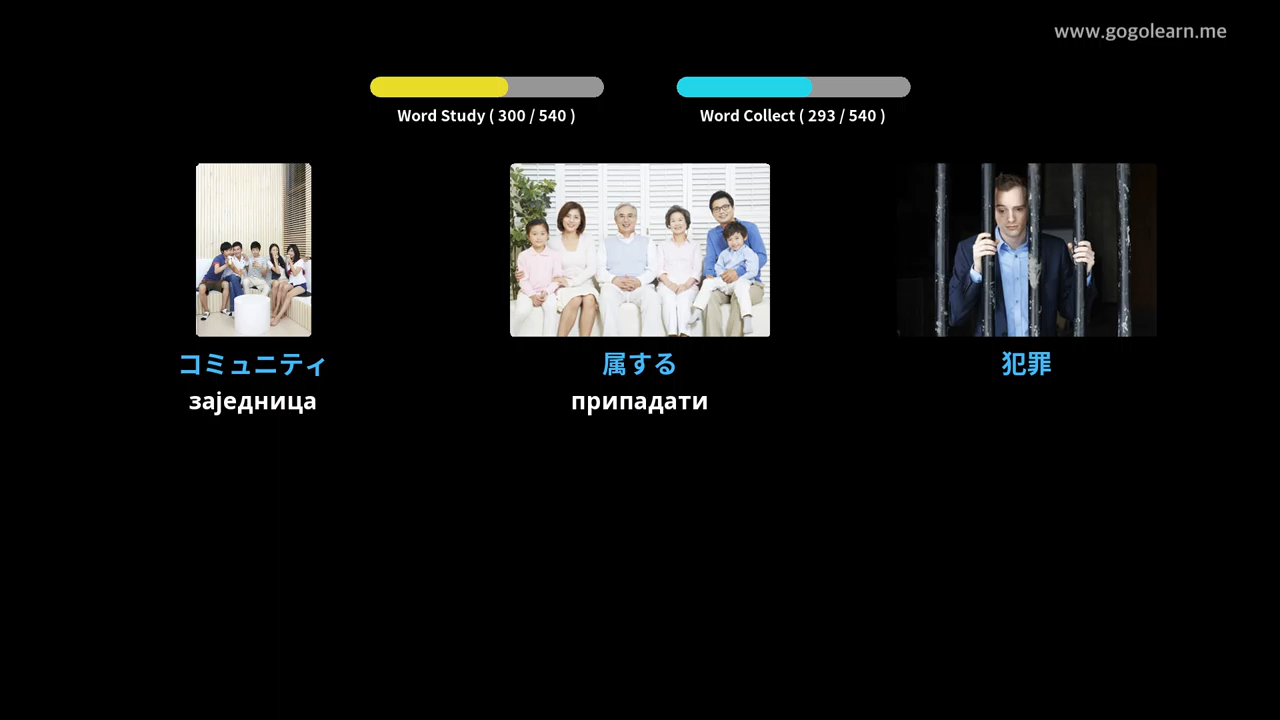 www.gogolearn.me
Word Study ( 300 / 540 )
Word Collect ( 293 / 540 )
コミュニティ
заједница
属する
припадати
犯罪